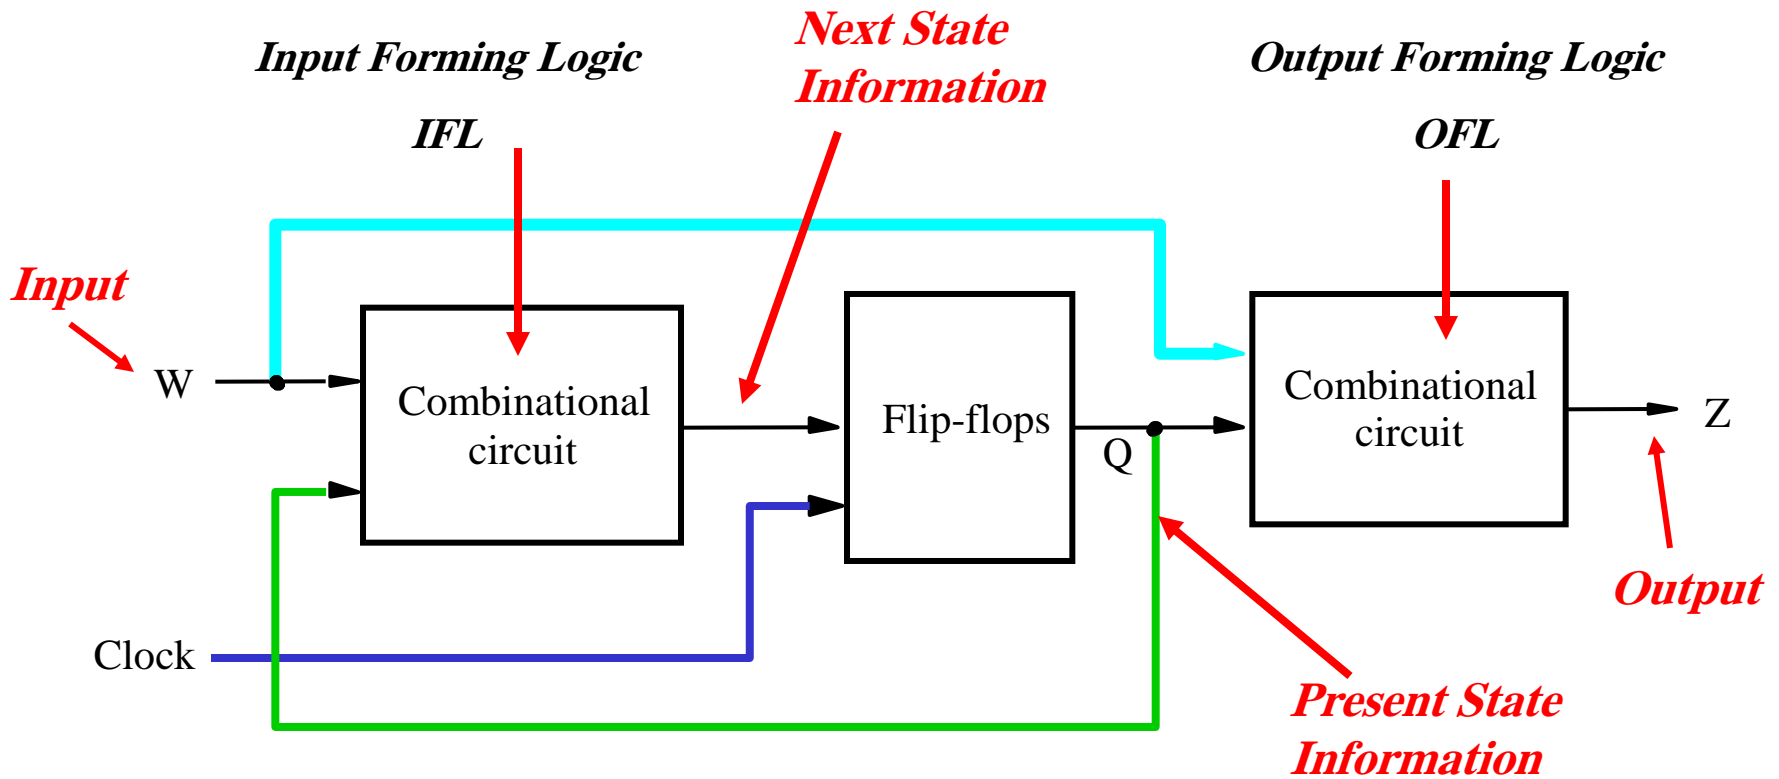 Input Forming Logic
IFL
Next State
Information
Output Forming Logic
OFL
Input
W
Combinational
circuit
Flip-flops
Q
Combinational
circuit
Z
Output
Clock
Present State
Information